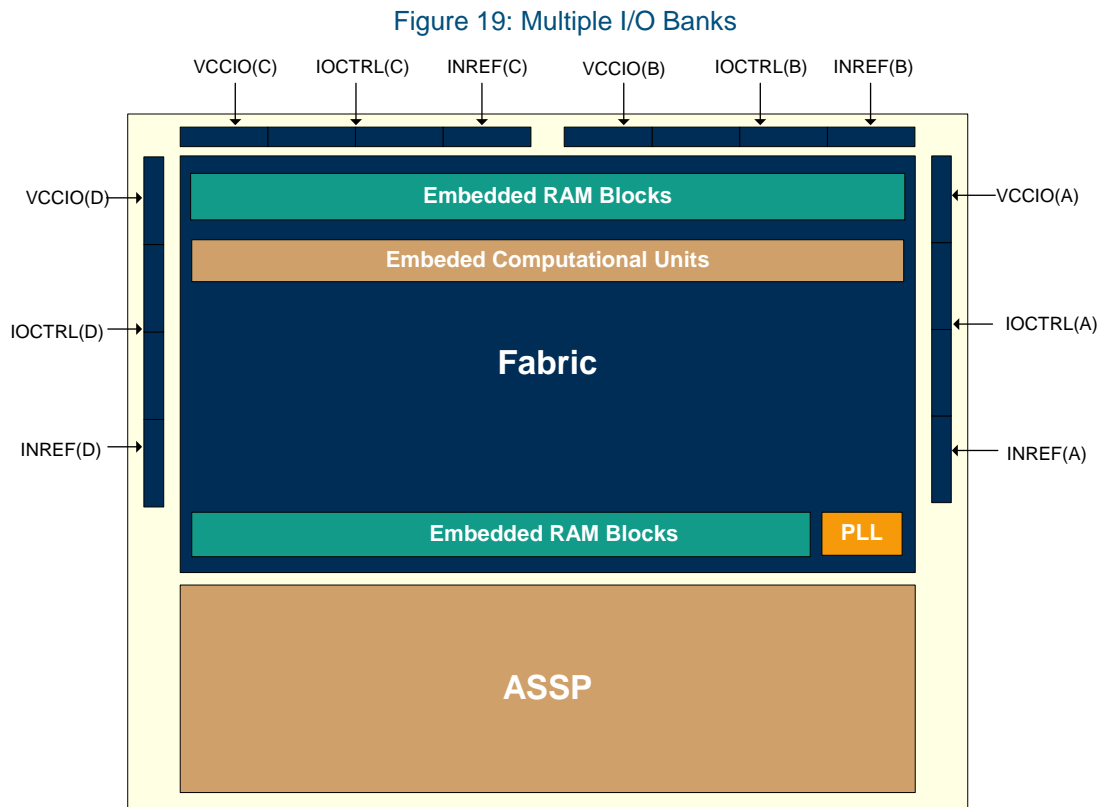 Figure 19: Multiple I/O Banks
VCCIO(C) IOCTRL(C) INREF(C) VCCIO(B) IOCTRL(B) INREF(B)
Embedded RAM Blocks
VCCIO(D) VCCIO(A)
Embeded Computational Units
IOCTRL(D) IOCTRL(A)
Fabric
INREF(D) INREF(A)
Embedded RAM Blocks PLL
ASSP